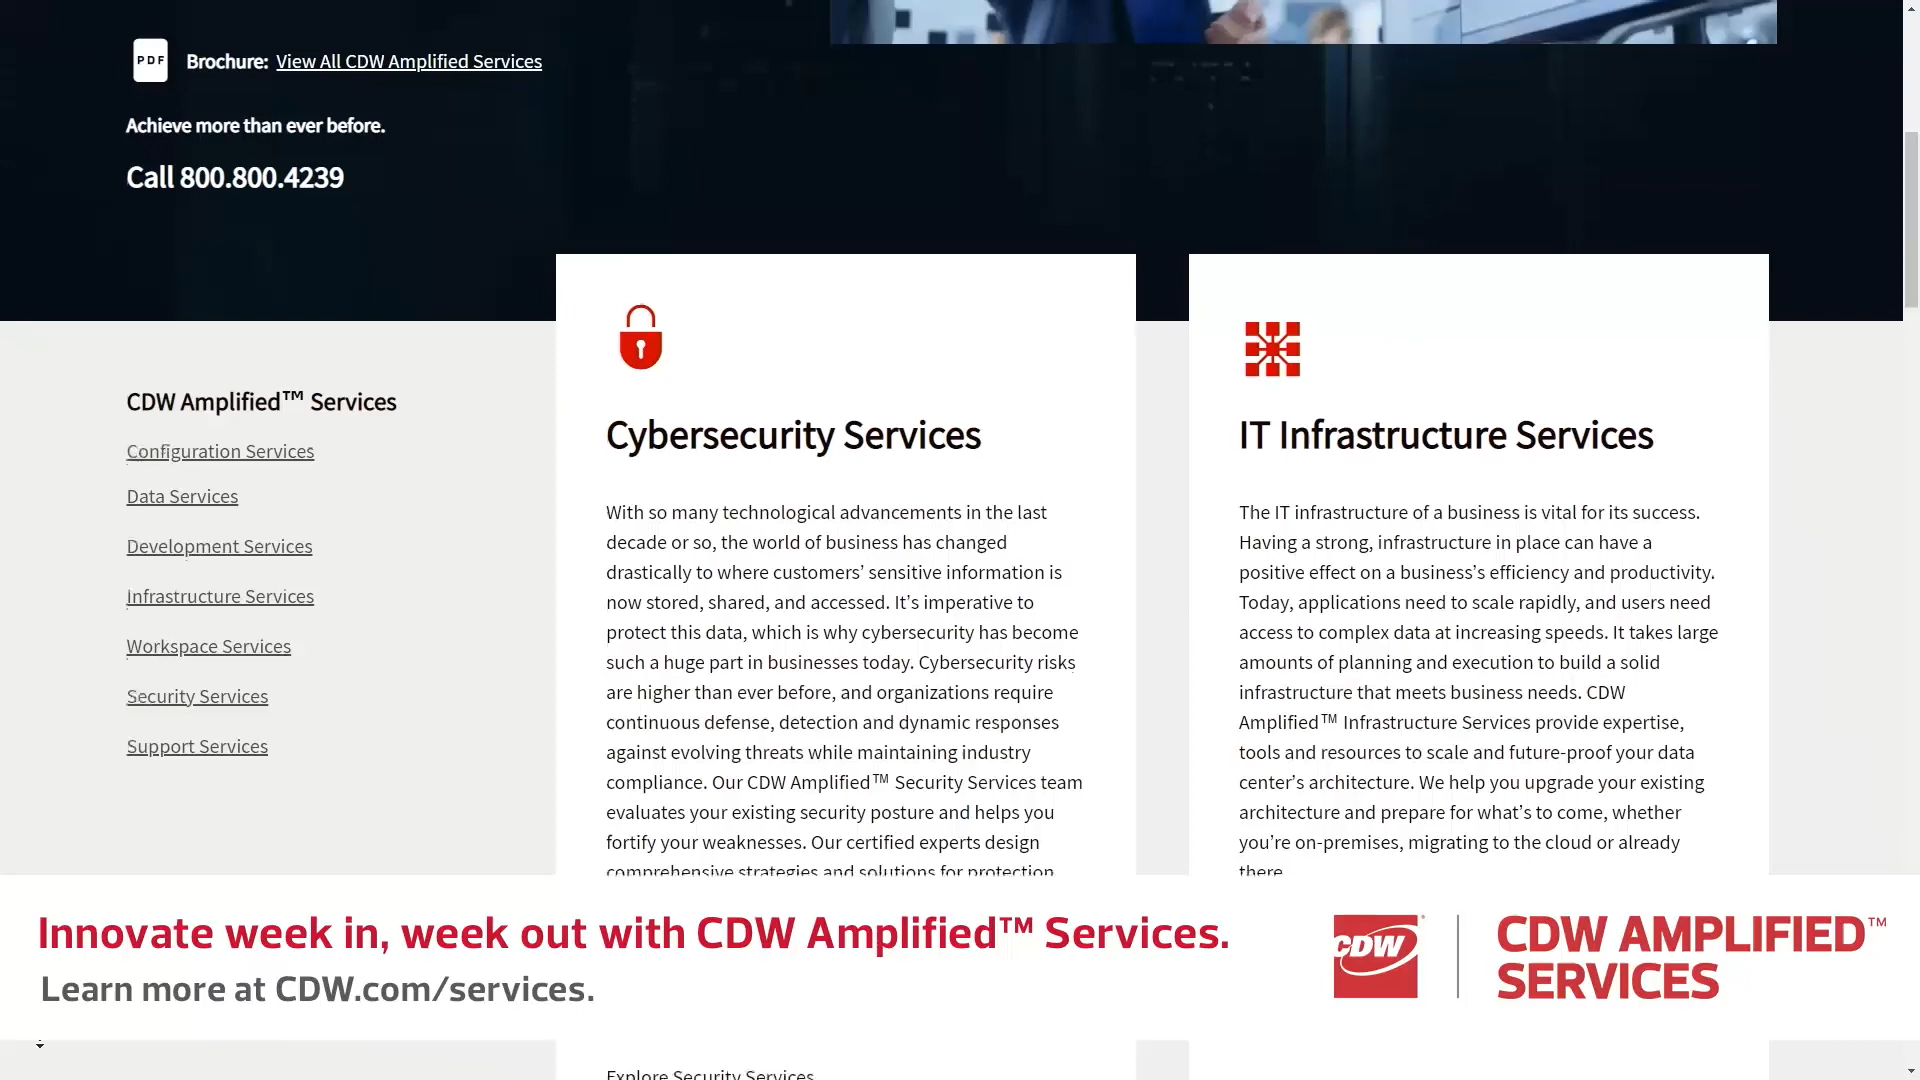 PDF
Brochure: View All CDW Amplified Services
Achieve more than ever before.
Call 800.800.4239
CDW Amplified™ Services
Configuration Services
Data Services
Development Services
Infrastructure Services
Workspace Services
Security Services
Support Services
Cybersecurity Services
With so many technological advancements in the last
decade or so, the world of business has changed
drastically to where customers’ sensitive information is
now stored, shared, and accessed. It’s imperative to
protect this data, which is why cybersecurity has become
such a huge part in businesses today. Cybersecurity risks
are higher than ever before, and organizations require
continuous defense, detection and dynamic responses
against evolving threats while maintaining industry
compliance. Our CDW Amplified™ Security Services team
evaluates your existing security posture and helps you
fortify your weaknesses. Our certified experts design
comprehensive strategies and solutions for protection
Explore Security Services
IT Infrastructure Services
The IT infrastructure of a business is vital for its success.
Having a strong, infrastructure in place can have a
positive effect on a business’s efficiency and productivity.
Today, applications need to scale rapidly, and users need
access to complex data at increasing speeds. It takes large
amounts of planning and execution to build a solid
infrastructure that meets business needs. CDW
Amplified™ Infrastructure Services provide expertise,
tools and resources to scale and future-proof your data
center’s architecture. We help you upgrade your existing
architecture and prepare for what’s to come, whether
you’re on-premises, migrating to the cloud or already
there
Innovate week in, week out with CDW Amplified™ Services.
Learn more at CDW.com/services.
CDW
CDW AMPLIFIED™
SERVICES